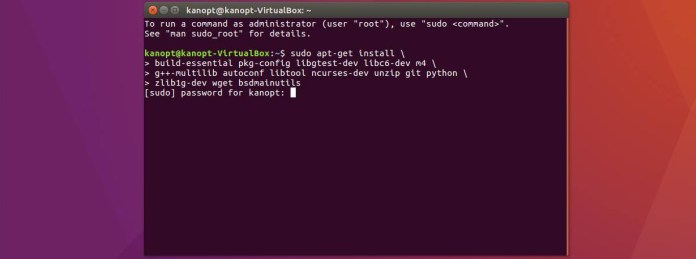 kanopt@kanopt-VirtualBox: ~
To run a command as administrator (user "root"), use "sudo <command>".
See "man sudo_root" for details.
kanopt@kanopt-VirtualBox:~$ sudo apt-get install \
> build-essential pkg-config libgtest-dev libc6-dev m4 \
> g++-multilib autoconf libtool ncurses-dev unzip git python \
> zlib1g-dev wget bsdmainutils
[sudo] password for kanopt: